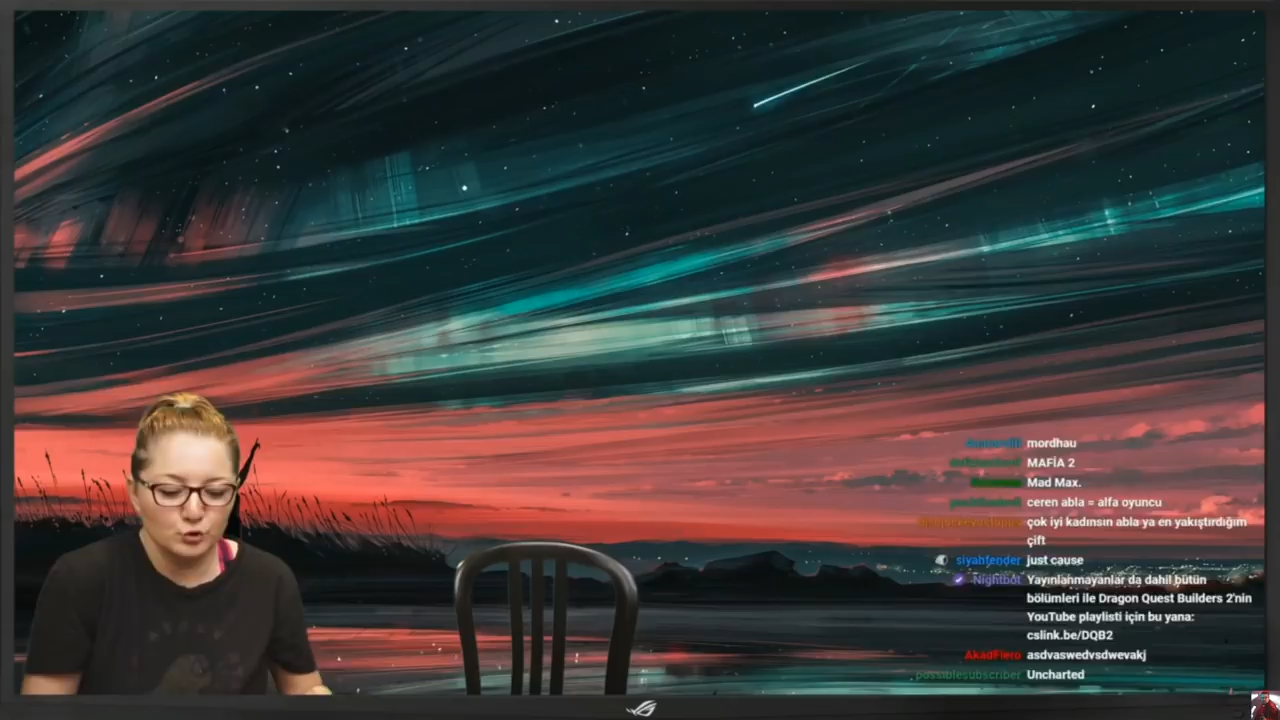 mordhau
MAFİA 2
Mad Max.
ceren abla = alfa oyuncu
çok iyi kadınsın abla ya en yakıştırdığım
çift
siyahfender just cause
Nightbot Yayınlanmayanlar da dahil bütün
bölümleri ile Dragon Quest Builders 2'nin
YouTube playlisti için bu yana:
cslink.be/DQB2
AkadFiero asdvaswedvsdwevakj
possiblesubscriber Uncharted